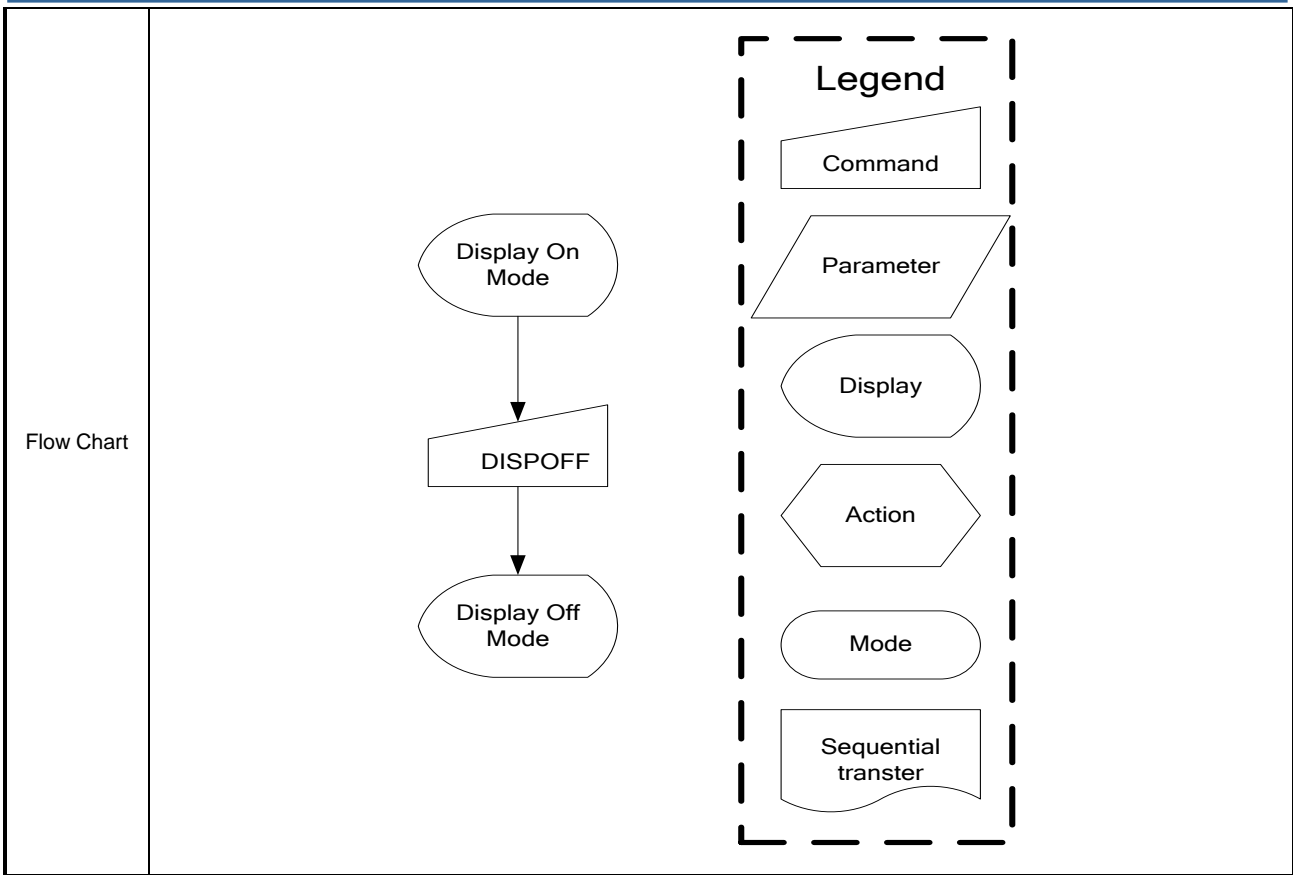 Flow Chart
Display On
Mode
DISPOFF
Display Off
Mode
Legend
Command
Parameter
Display
Action
Mode
Sequential
transter